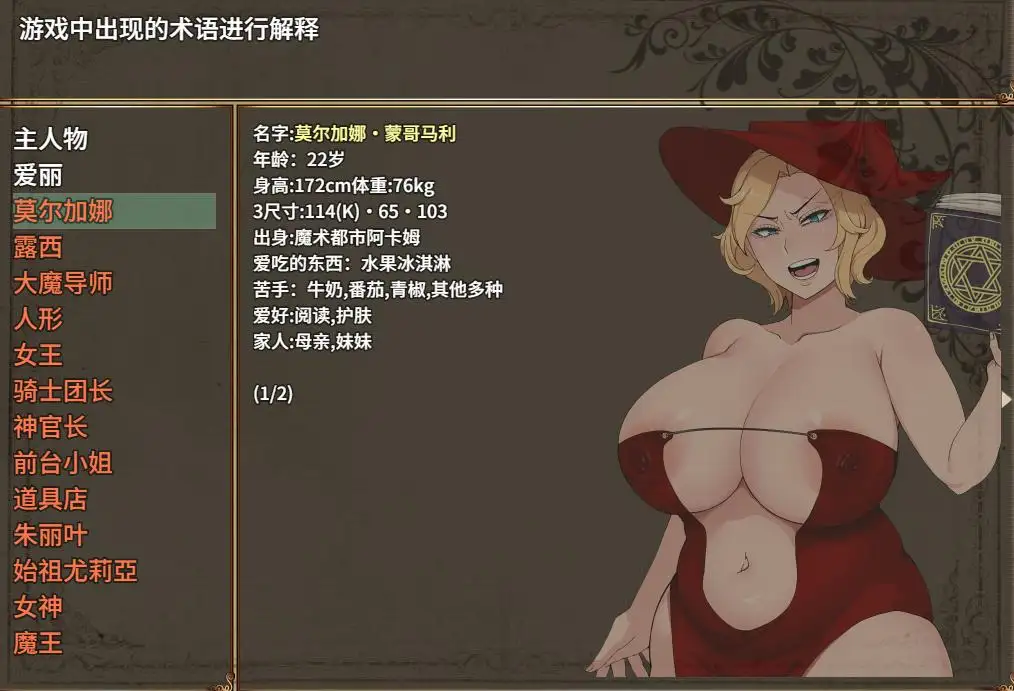 游戏中出现的术语进行解释
主人物
爱丽
莫尔加娜
露西
大魔导师
人形
女王
骑士团长
神官长
前台小姐
道具店
朱丽叶
始祖尤莉亞
女神
魔王
名字:莫尔加娜·蒙哥马利
年龄：22岁
身高:172cm体重:76kg
3尺寸:114(K)·65·103
出身:魔术都市阿卡姆
爱吃的东西：水果冰淇淋
苦手：牛奶,番茄,青椒,其他多种
爱好:阅读,护肤
家人:母亲,妹妹
(1/2)